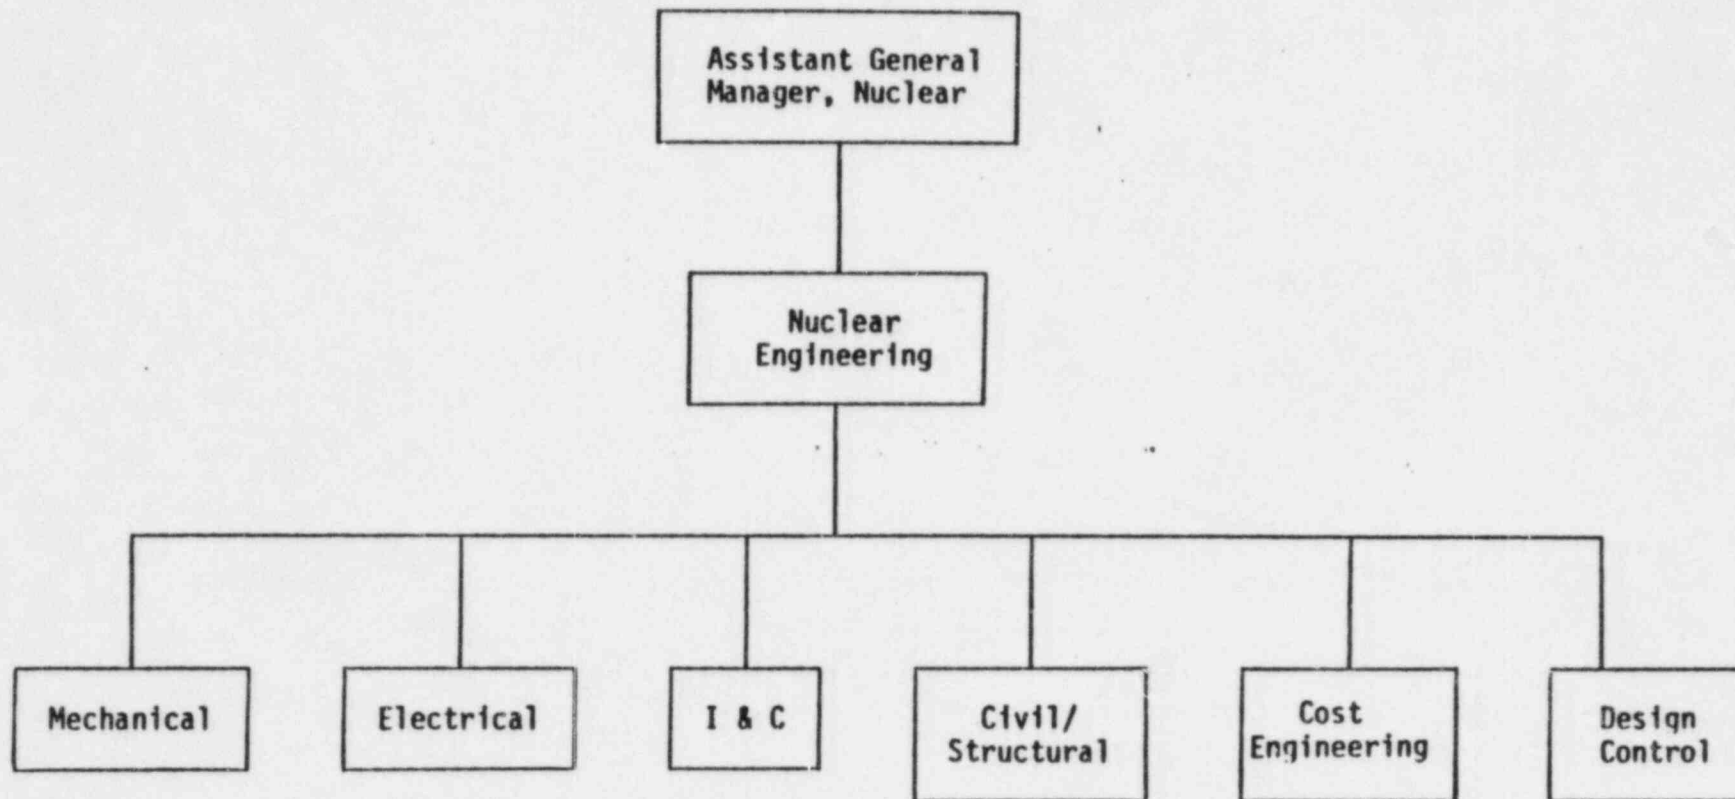 Assistant General
Manager, Nuclear
Nuclear
Engineering
Mechanical
Electrical
I & C
Civil/
Structural
Cost
Engineering
Design
Control